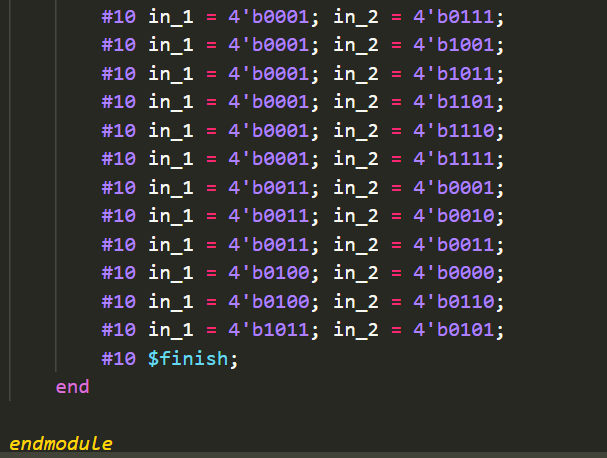 #10 in_1 = 4'b0001; in_2 = 4'b0111;
#10 in_1 = 4'b0001; in_2 = 4'b1001;
#10 in_1 = 4'b0001; in_2 = 4'b1011;
#10 in_1 = 4'b0001; in_2 = 4'b1101;
#10 in_1 = 4'b0001; in_2 = 4'b1110;
#10 in_1 = 4'b0001; in_2 = 4'b1111;
#10 in_1 = 4'b0011; in_2 = 4'b0001;
#10 in_1 = 4'b0011; in_2 = 4'b0010;
#10 in_1 = 4'b0011; in_2 = 4'b0011;
#10 in_1 = 4'b0100; in_2 = 4'b0000;
#10 in_1 = 4'b0100; in_2 = 4'b0110;
#10 in_1 = 4'b1011; in_2 = 4'b0101;
#10 $finish;
end
endmodule